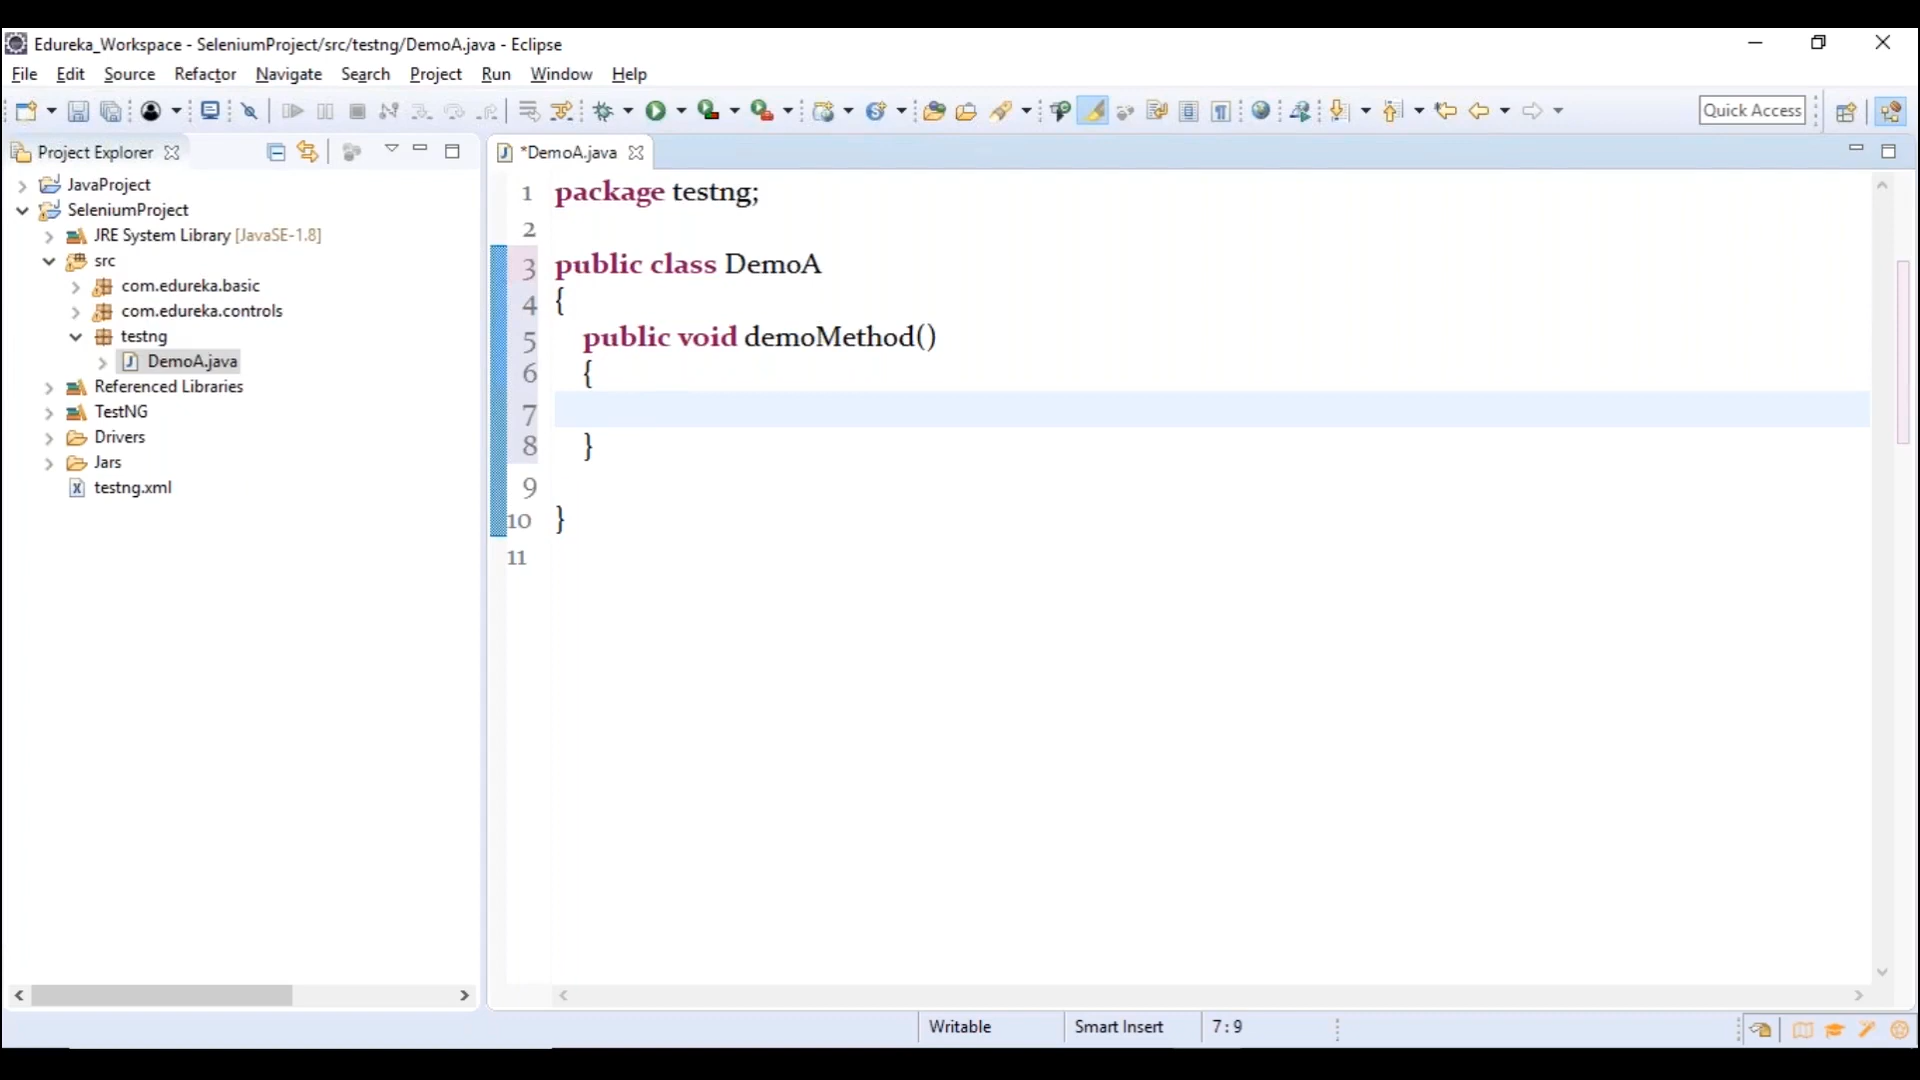 Edureka_Workspace - SeleniumProject/src/testng/DemoA.java - Eclipse
File Edit Source Refactor Navigate Search Project Run Window Help
Quick Access
Project Explorer
JavaProject
SeleniumProject
JRE System Library [JavaSE-1.8]
src
com.edureka.basic
com.edureka.controls
testng
DemoA.java
Referenced Libraries
TestNG
Drivers
Jars
testng.xml
*DemoA.java
1 package testng;
2
3 public class DemoA
4 {
5 public void demoMethod()
6 {
7
8 }
9
10 }
11
Writable Smart Insert 7 : 9